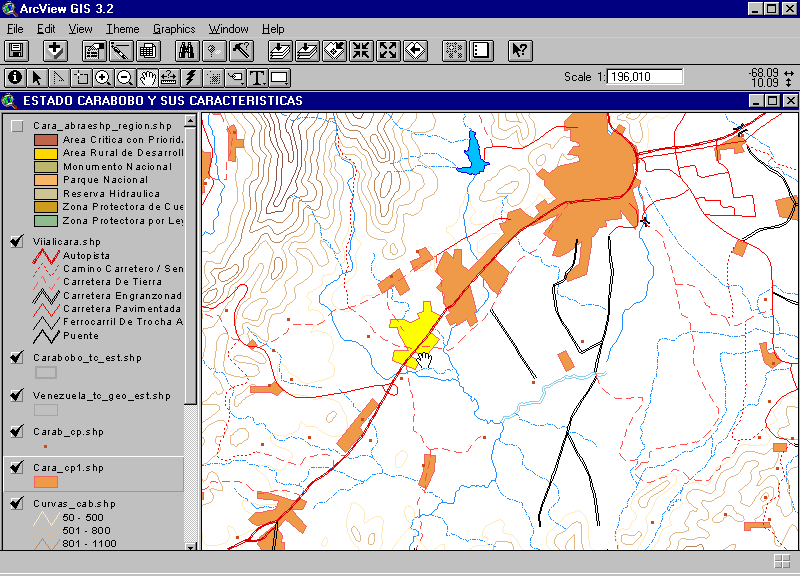 ArcView GIS 3.2
File Edit View Theme Graphics Window Help
Scale 1: 196,010
-68.09
10.09
ESTADO CARABOBO Y SUS CARACTERISTICAS
Cara_abraeshp_region.shp
Area Critica con Priorid
Area Rural de Desarroll
Monumento Nacional
Parque Nacional
Reserva Hidraulica
Zona Protectora de Cue
Zona Protectora por Ley
Viialicara.shp
Autopista
Camino Carretero / Sen
Carretera De Tierra
Carretera Engranzonad
Carretera Pavimentada
Ferrocarril De Trocha A
Puente
Carabobo_tc_est.shp
Venezuela_tc_geo_est.shp
Carab_cp.shp
Cara_cp1.shp
Curvas_cab.shp
50 - 500
501 - 800
801 - 1100